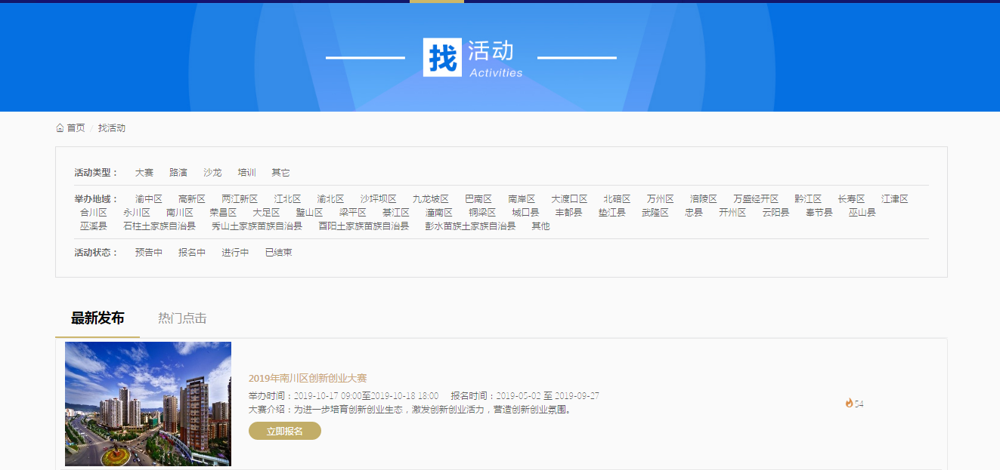 找 活动
Activities
首页 / 找活动
活动类型： 大赛 路演 沙龙 培训 其它
举办地域： 渝中区 高新区 两江新区 江北区 渝北区 沙坪坝区 九龙坡区 巴南区 南岸区 大渡口区 北碚区 万州区 涪陵区 万盛经开区 黔江区 长寿区 江津区
合川区 永川区 南川区 荣昌区 大足区 璧山区 梁平区 綦江区 潼南区 铜梁区 城口县 丰都县 垫江县 武隆区 忠县 开州区 云阳县 奉节县 巫山县
巫溪县 石柱土家族自治县 秀山土家族苗族自治县 酉阳土家族苗族自治县 彭水苗族土家族自治县 其他
活动状态： 预告中 报名中 进行中 已结束
最新发布 热门点击
2019年南川区创新创业大赛
举办时间：2019-10-17 09:00至2019-10-18 18:00 报名时间：2019-05-02 至 2019-09-27
大赛介绍：为进一步培育创新创业生态，激发创新创业活力，营造创新创业氛围。
54
立即报名